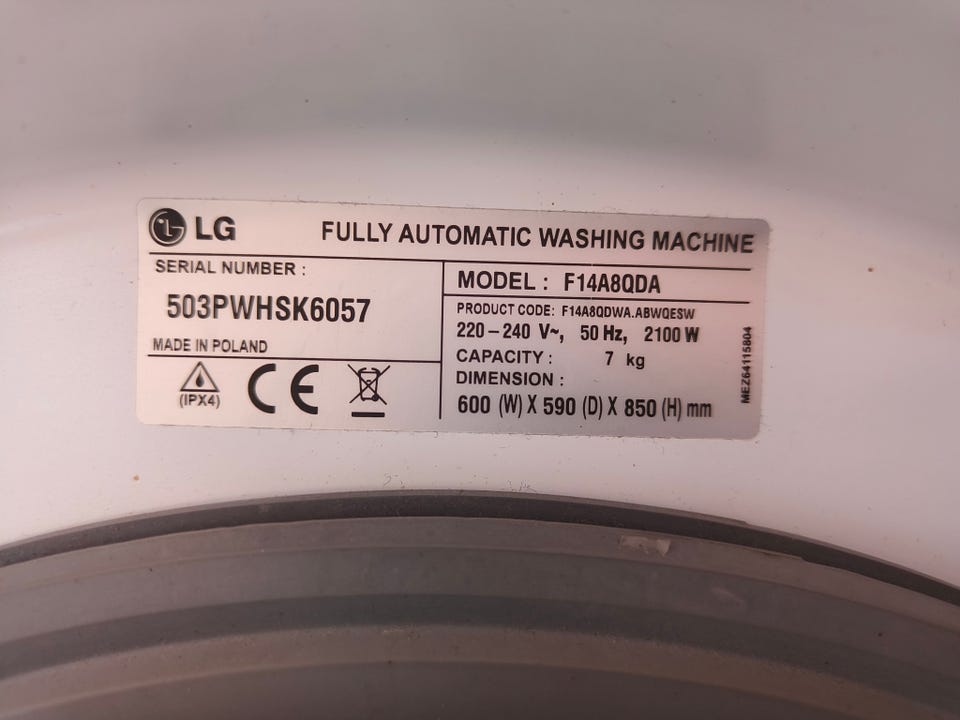 LG FULLY AUTOMATIC WASHING MACHINE
SERIAL NUMBER :
503PWHSK6057
MADE IN POLAND
(IPX4)
CE
MODEL : F14A8QDA
PRODUCT CODE: F14A8QDWA.ABWQESW
220–240 V~, 50 Hz, 2100 W
CAPACITY : 7 kg
DIMENSION :
600 (W) X 590 (D) X 850 (H) mm
MEZ64115804